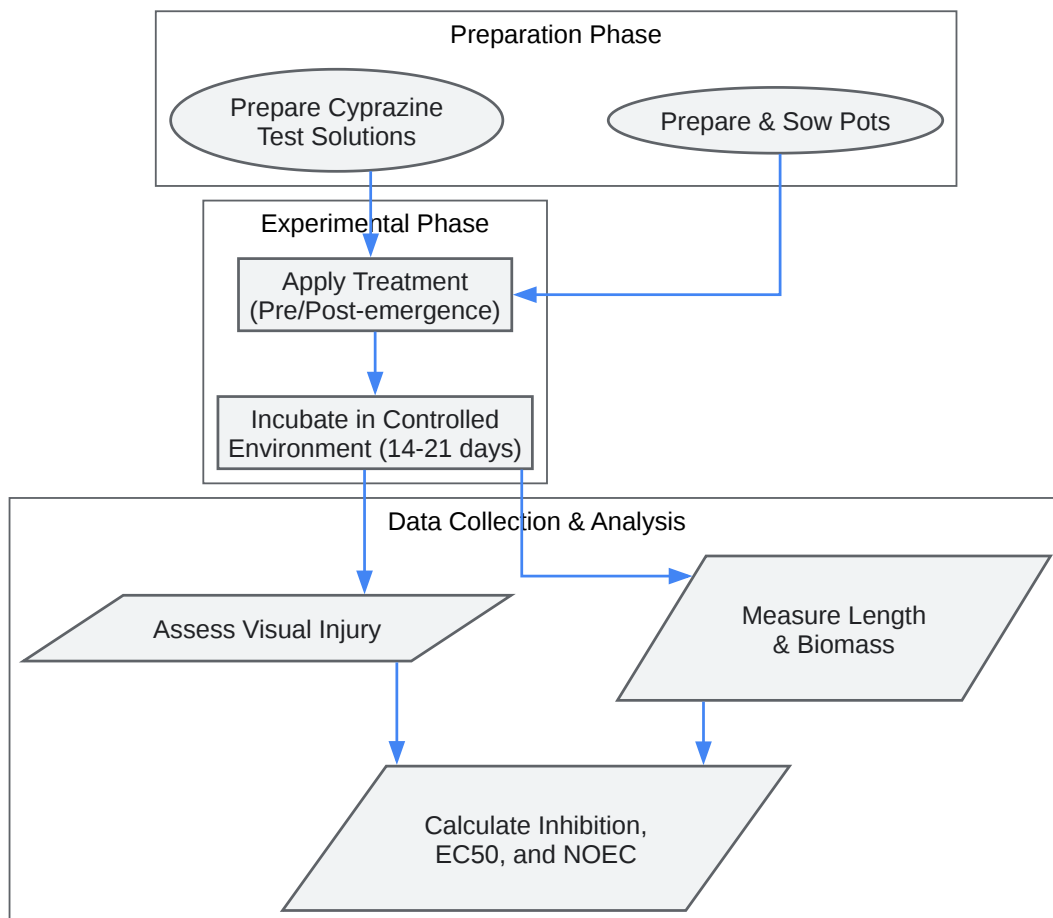 Preparation Phase
Prepare Cyprazine
Test Solutions
Prepare & Sow Pots
Experimental Phase
Apply Treatment
(Pre/Post-emergence)
Incubate in Controlled
Environment (14-21 days)
Data Collection & Analysis
Assess Visual Injury
Measure Length
& Biomass
Calculate Inhibition,
EC50, and NOEC